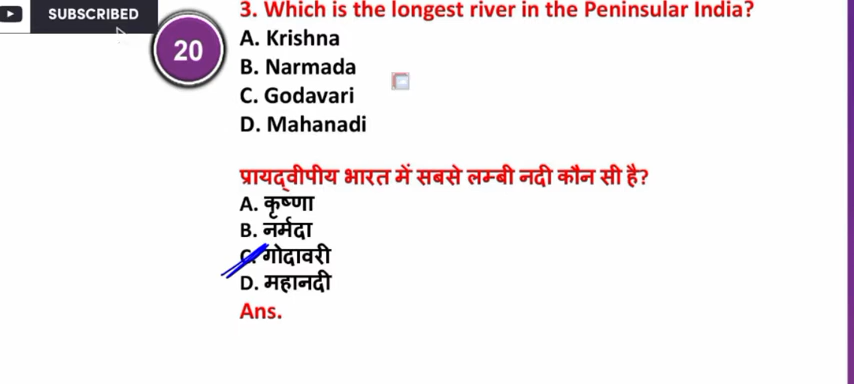 SUBSCRIBED
3. Which is the longest river in the Peninsular India?
20
A. Krishna
B. Narmada
C. Godavari
D. Mahanadi
प्रायद्वीपीय भारत में सबसे लम्बी नदी कौन सी है?
A. कृष्णा
B. नर्मदा
C. गोदावरी
D. महानदी
Ans.